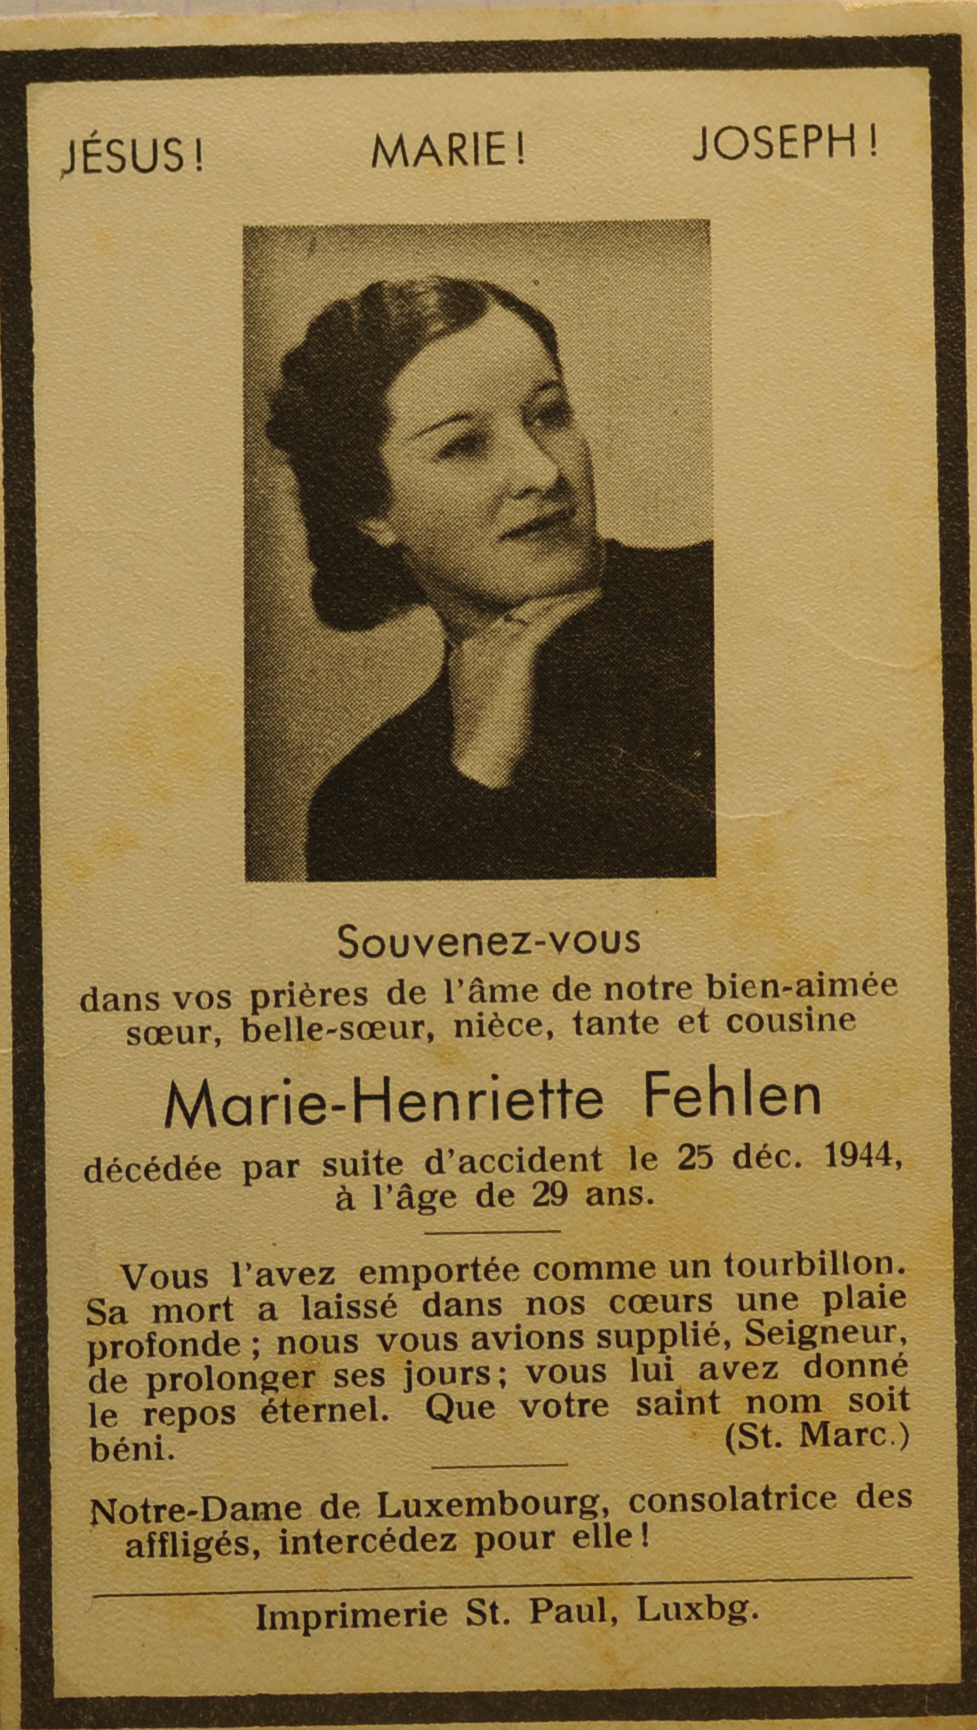 JÉSUS! MARIE! JOSEPH!
Souvenez-vous
dans vos prières de l'âme de notre bien-aimée
sœur, belle-sœur, nièce, tante et cousine
Marie-Henriette Fehlen
décédée par suite d'accident le 25 déc. 1944,
à l'âge de 29 ans.
Vous l'avez emportée comme un tourbillon.
Sa mort a laissé dans nos cœurs une plaie
profonde ; nous vous avions supplié, Seigneur,
de prolonger ses jours; vous lui avez donné
le repos éternel. Que votre saint nom soit
béni. (St. Marc.)
Notre-Dame de Luxembourg, consolatrice des
affligés, intercédez pour elle!
Imprimerie St. Paul, Luxbg.